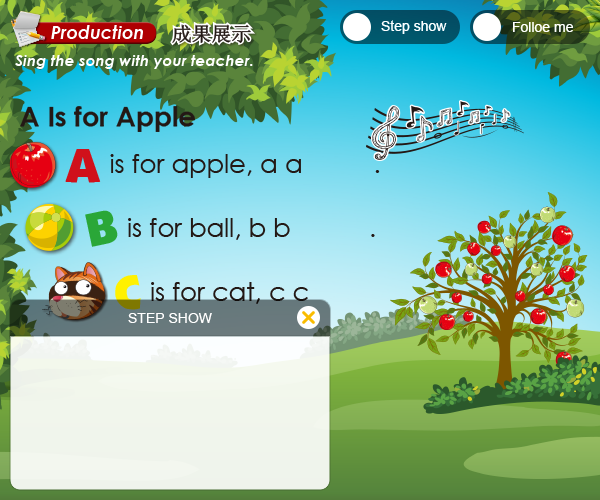 Production 成果展示
Step show
Folloe me
Sing the song with your teacher.
A Is for Apple
A is for apple, a a .
B is for ball, b b .
C is for cat, c c
STEP SHOW